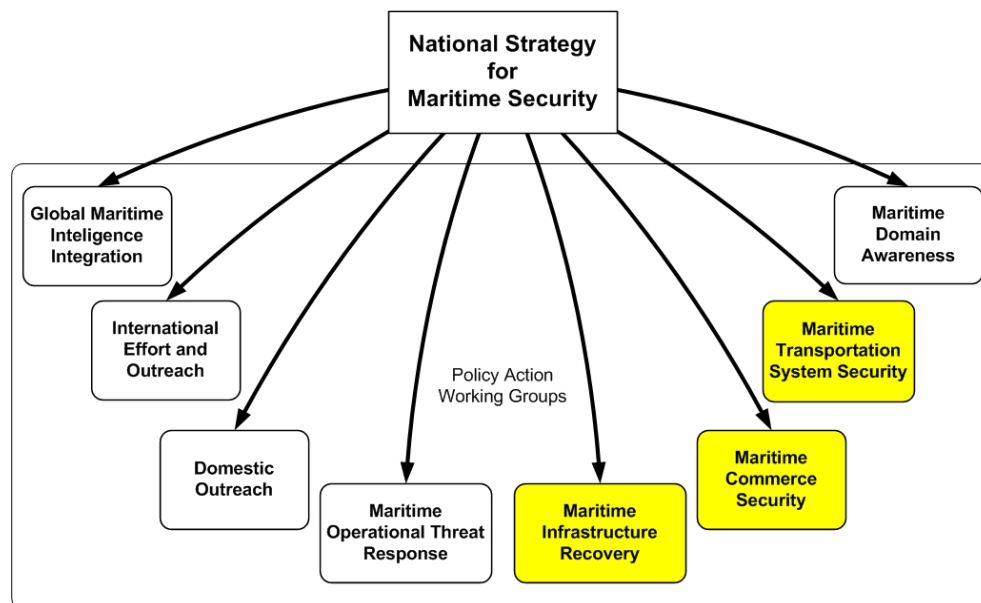 National Strategy
for
Maritime Security
Global Maritime
Inteligence
Integration
Maritime
Domain
Awareness
International
Effort and
Outreach
Maritime
Transportation
System Security
Policy Action
Working Groups
Domestic
Outreach
Maritime
Commerce
Security
Maritime
Operational Threat
Response
Maritime
Infrastructure
Recovery